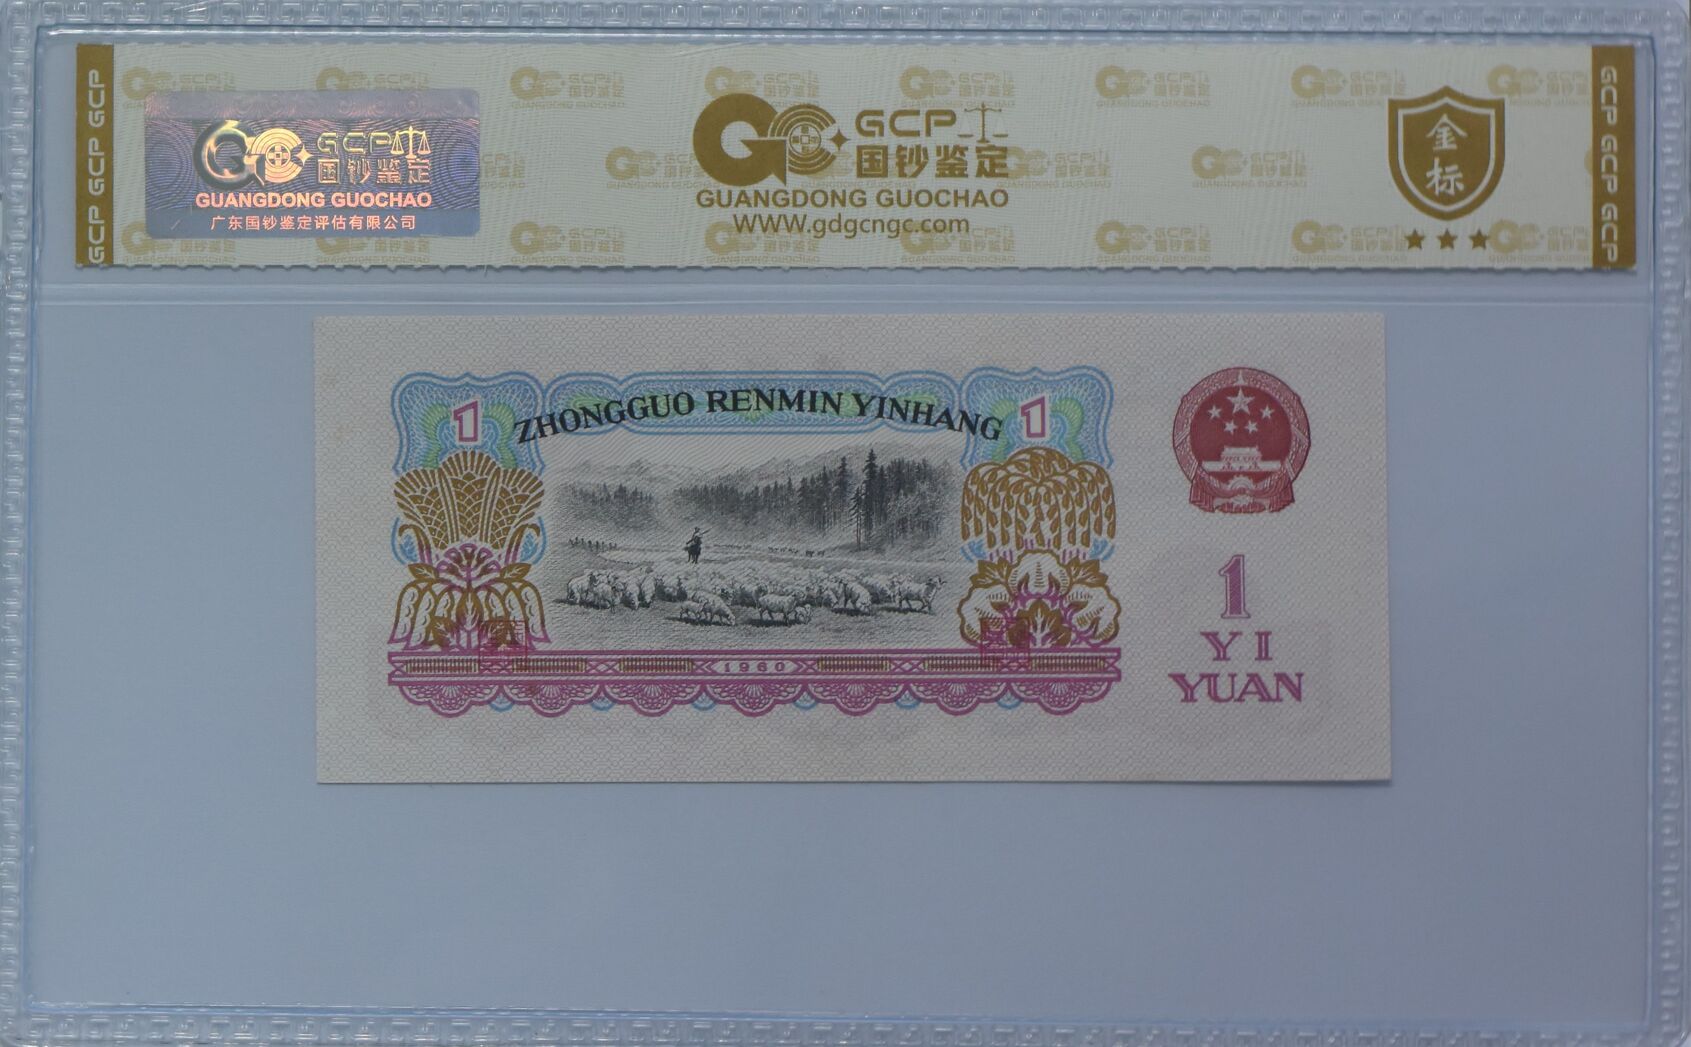 GCP GCP GCP
GCP
国钞鉴定
GUANGDONG GUOCHAO
广东国钞鉴定评估有限公司
GCP
国钞鉴定
GUANGDONG GUOCHAO
WWW.gdgcngc.com
金标
GCP GCP GCP
ZHONGGUO RENMIN YINHANG
1
1
1960
1
YI
YUAN